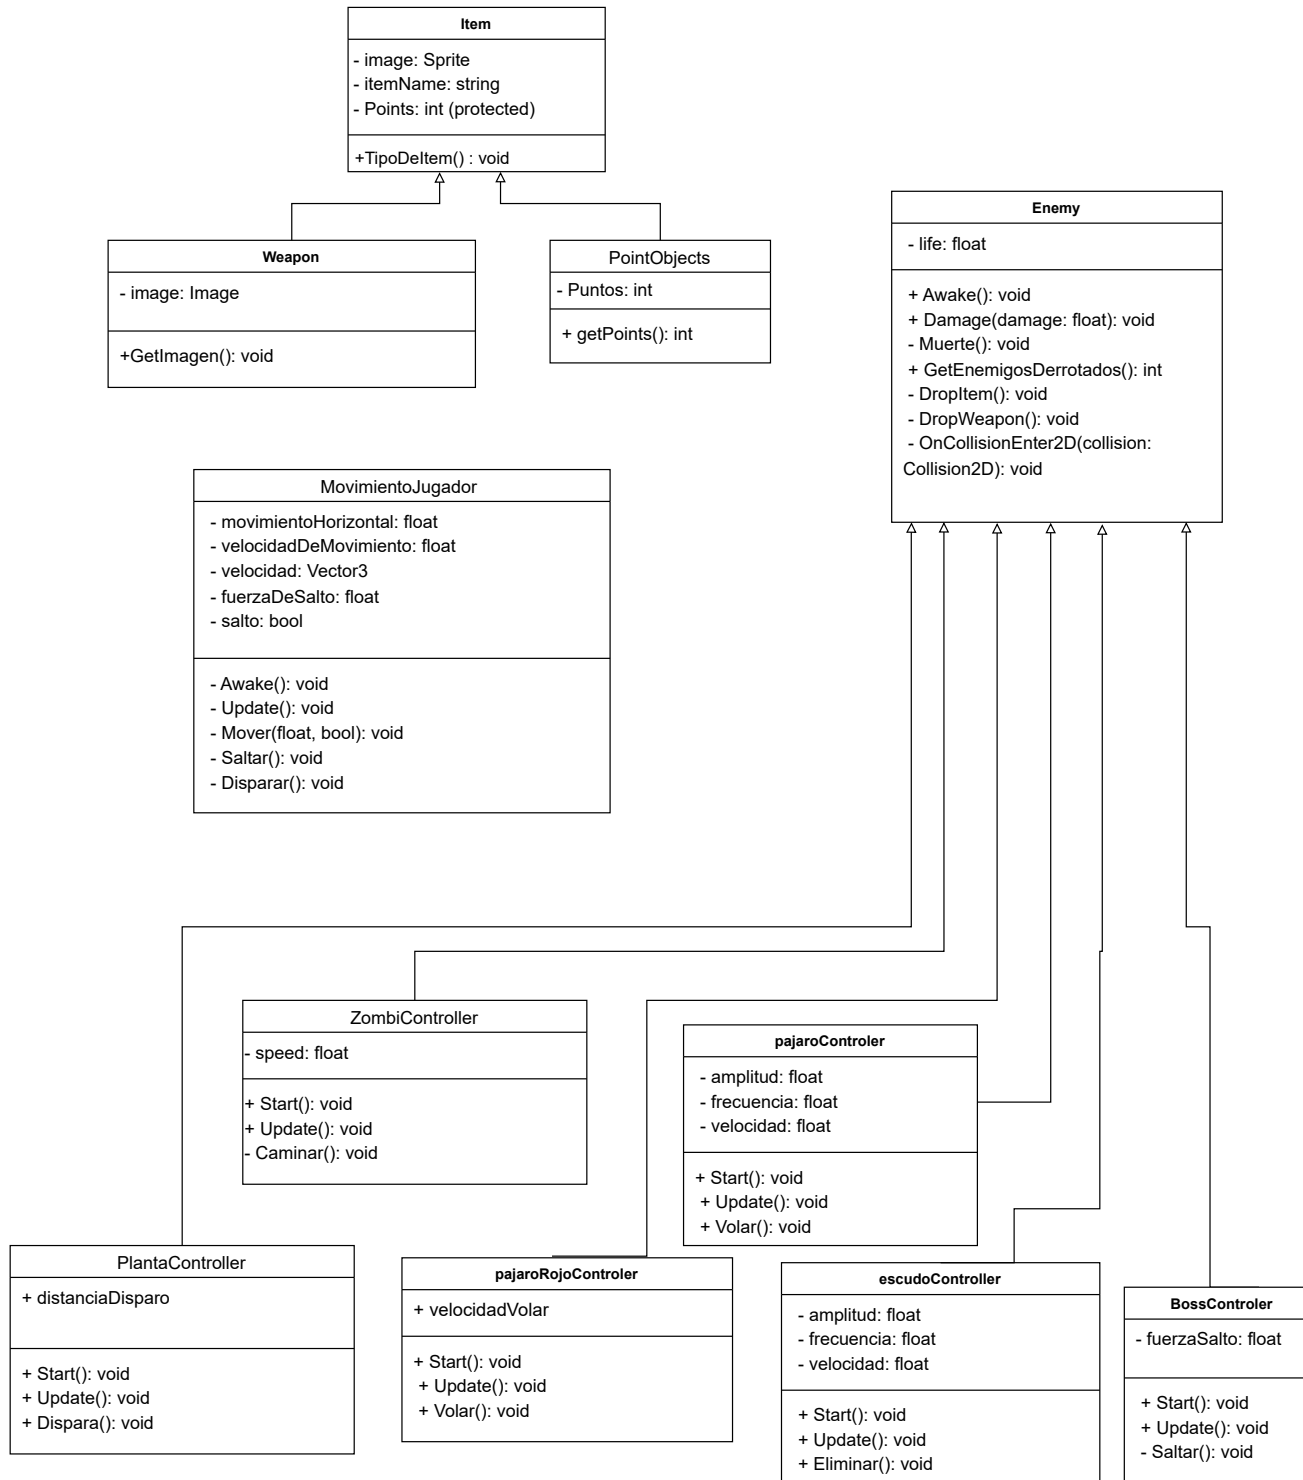 Item
- image: Sprite
- itemName: string
- Points: int (protected)
+TipoDeItem() : void
Weapon
- image: Image
+GetImagen(): void
PointObjects
- Puntos: int
+ getPoints(): int
Enemy
- life: float
+ Awake(): void
+ Damage(damage: float): void
- Muerte(): void
+ GetEnemigosDerrotados(): int
- DropItem(): void
- DropWeapon(): void
- OnCollisionEnter2D(collision:
Collision2D): void
MovimientoJugador
- movimientoHorizontal: float
- velocidadDeMovimiento: float
- velocidad: Vector3
- fuerzaDeSalto: float
- salto: bool
- Awake(): void
- Update(): void
- Mover(float, bool): void
- Saltar(): void
- Disparar(): void
ZombiController
- speed: float
+ Start(): void
+ Update(): void
- Caminar(): void
pajaroControler
- amplitud: float
- frecuencia: float
- velocidad: float
+ Start(): void
+ Update(): void
+ Volar(): void
PlantaController
+ distanciaDisparo
+ Start(): void
+ Update(): void
+ Dispara(): void
pajaroRojoControler
+ velocidadVolar
+ Start(): void
+ Update(): void
+ Volar(): void
escudoController
- amplitud: float
- frecuencia: float
- velocidad: float
+ Start(): void
+ Update(): void
+ Eliminar(): void
BossControler
- fuerzaSalto: float
+ Start(): void
+ Update(): void
- Saltar(): void